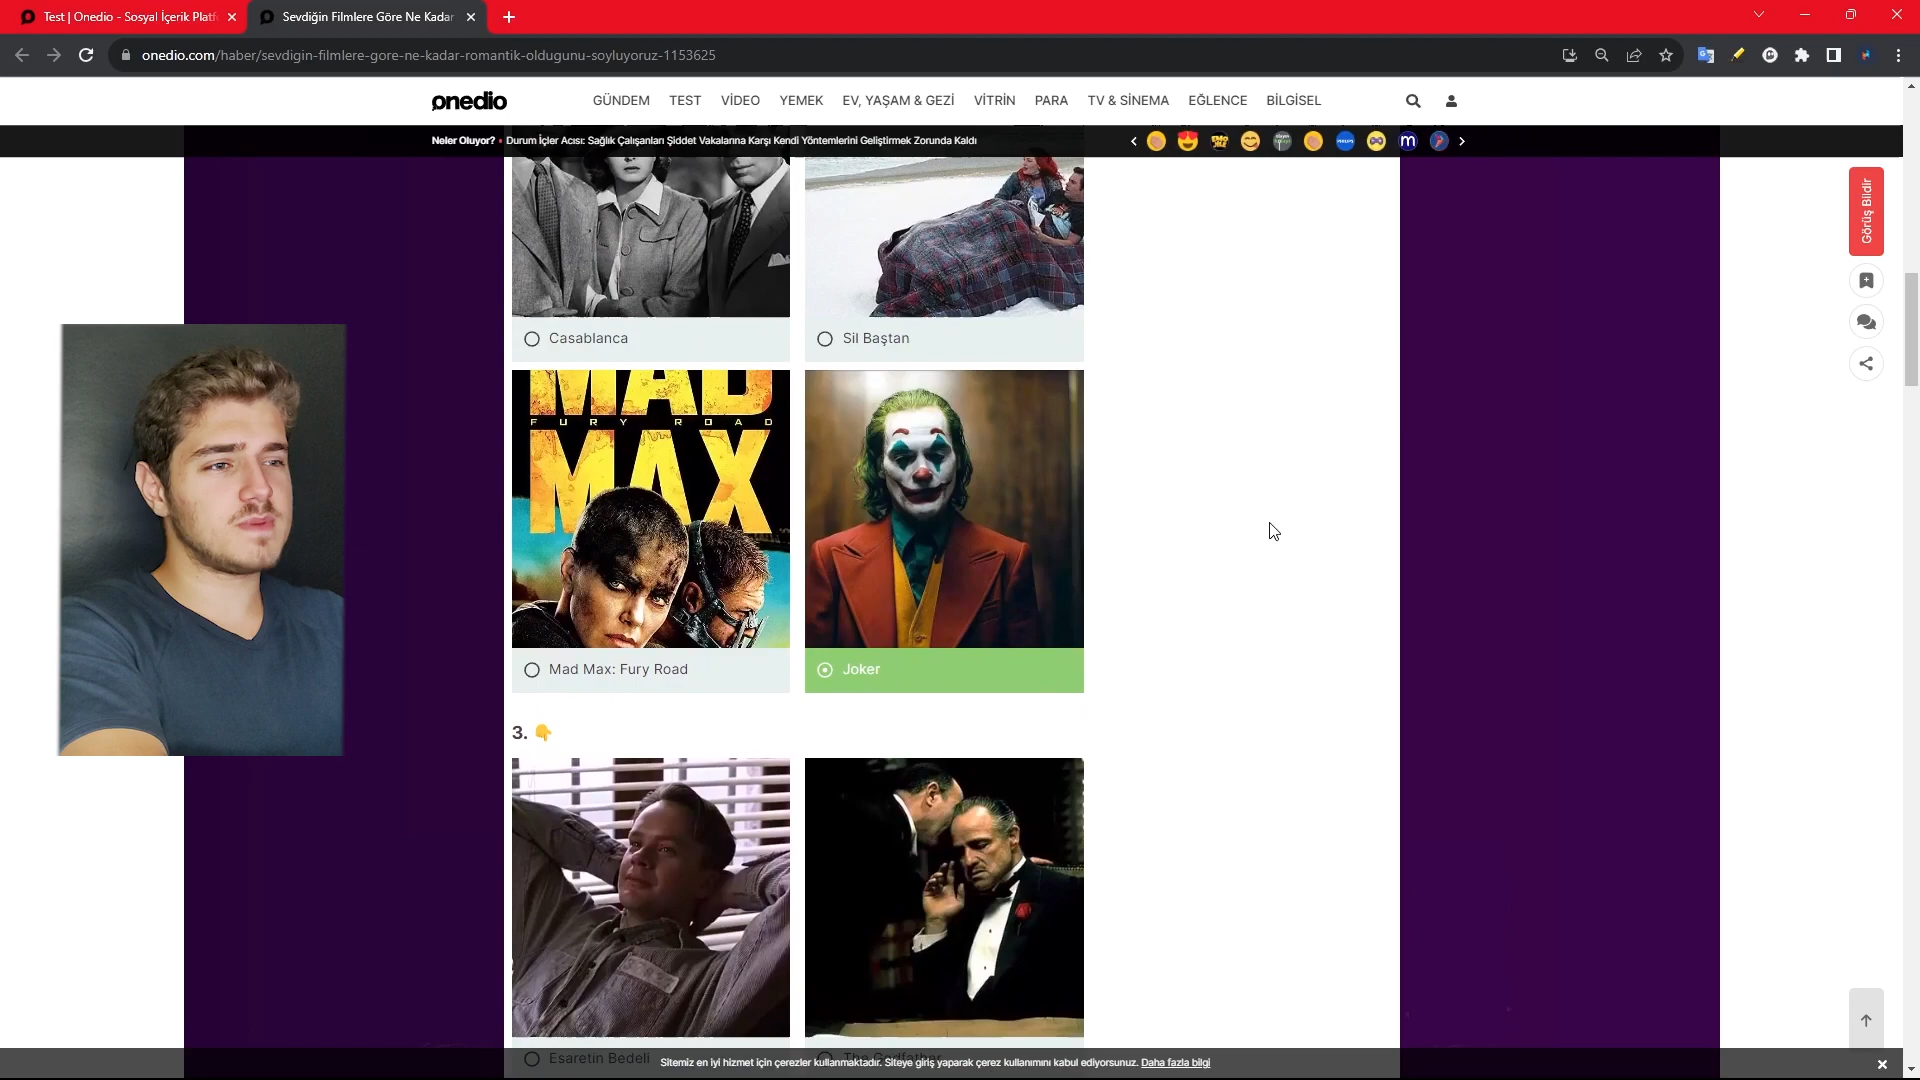 Test | Onedio - Sosyal İçerik Platf
Sevdiğin Filmlere Göre Ne Kadar
onedio.com/haber/sevdigin-filmlere-gore-ne-kadar-romantik-oldugunu-soyluyoruz-1153625
onedio
GÜNDEM TEST VİDEO YEMEK EV, YAŞAM & GEZİ VİTRİN PARA TV & SİNEMA EĞLENCE BİLGİSEL
Neler Oluyor? • Durum İçler Acısı: Sağlık Çalışanları Şiddet Vakalarına Karşı Kendi Yöntemlerini Geliştirmek Zorunda Kaldı
PHILIPS
m
Görüş Bildir
Casablanca
Sil Baştan
MAD
FURY ROAD
MAX
Mad Max: Fury Road
Joker
3. 👇
Esaretin Bedeli
The Godfather
Sitemiz en iyi hizmet için çerezler kullanmaktadır. Siteye giriş yaparak çerez kullanımını kabul ediyorsunuz. Daha fazla bilgi